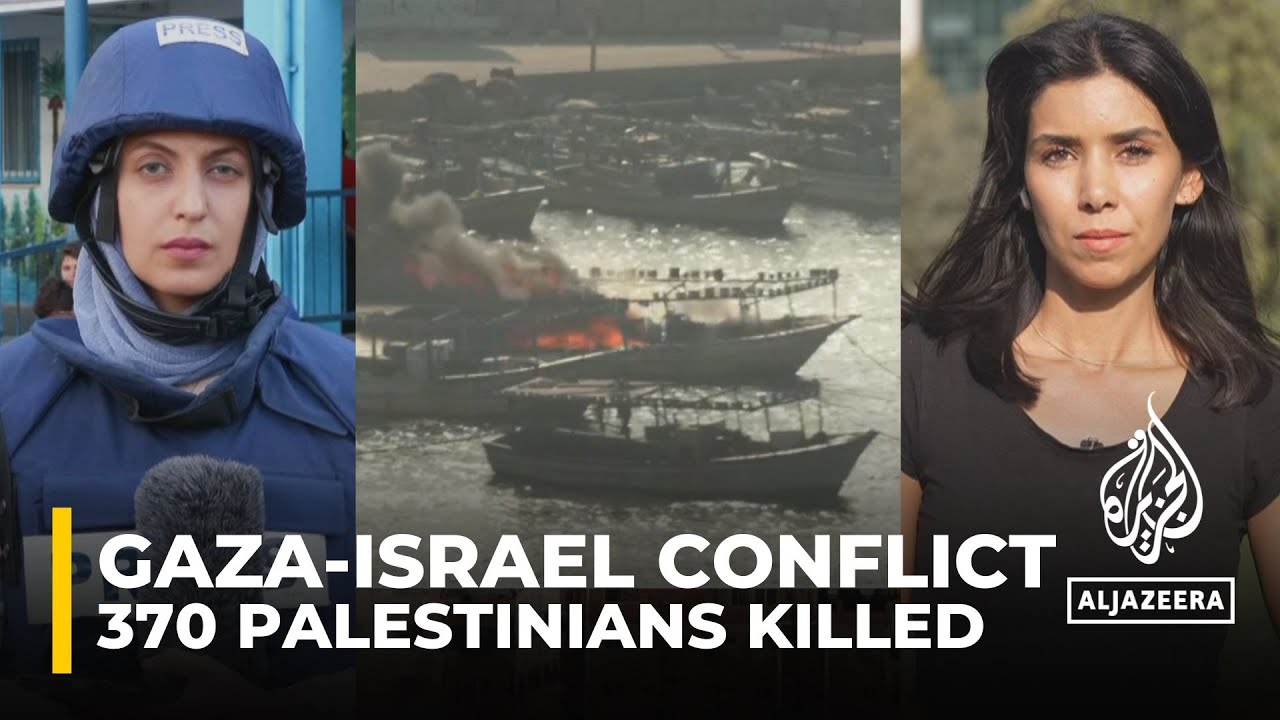 PRESS
GAZA-ISRAEL CONFLICT
370 PALESTINIANS KILLED
الجزيرة
ALJAZEERA